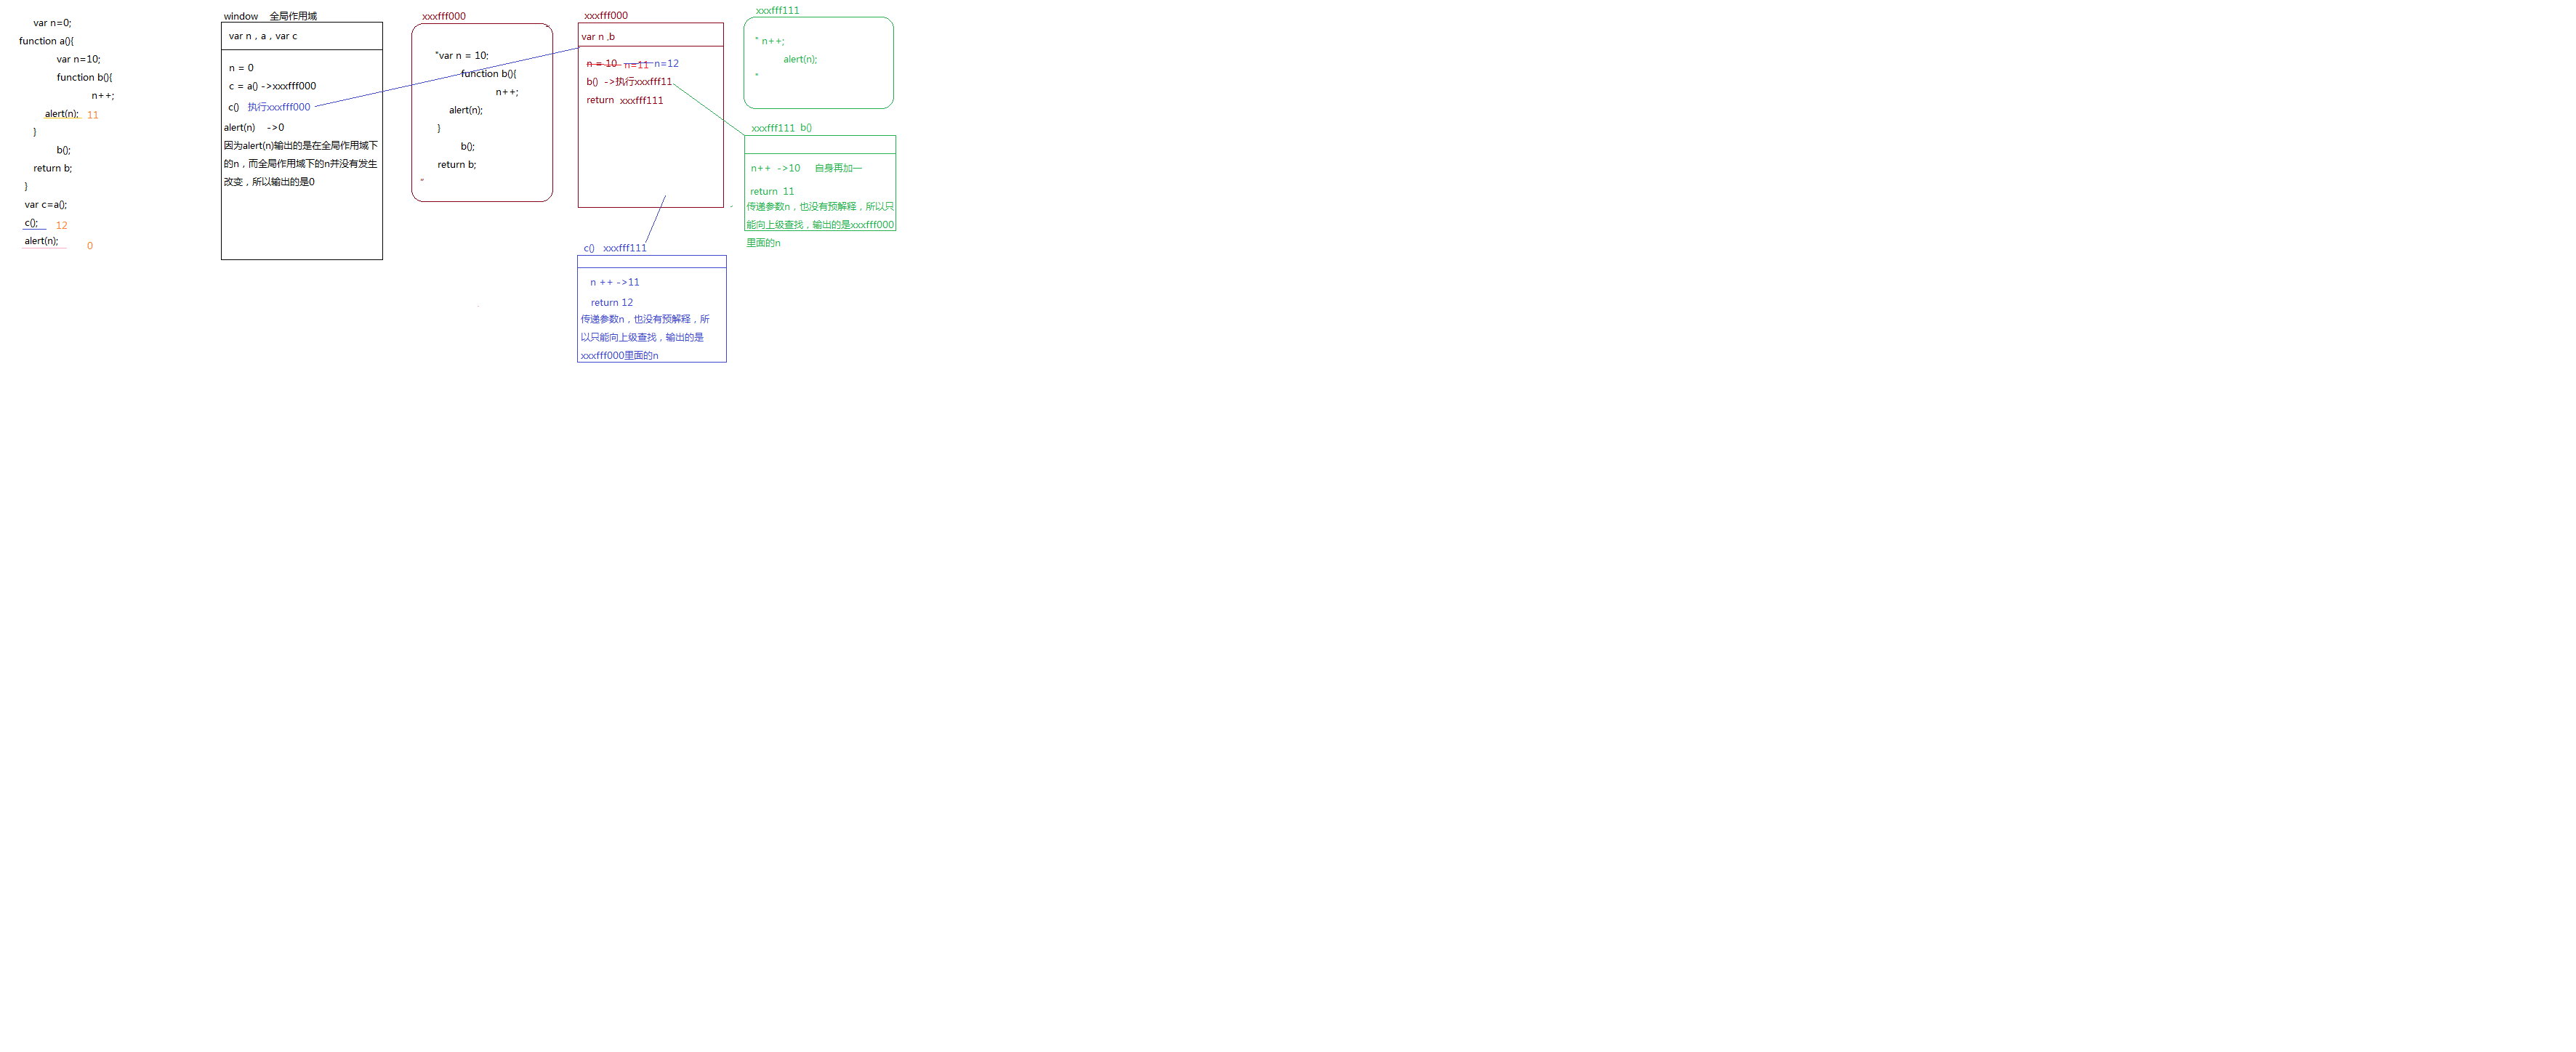 var n=0;
function a(){
var n=10;
function b(){
n++;
alert(n); 11
}
b();
return b;
}
var c=a();
c(); 12
alert(n); 0
window 全局作用域
var n，a，var c
n = 0
c = a() ->xxxfff000
c() 执行xxxfff000
alert(n) ->0
因为alert(n)输出的是在全局作用域下
的n，而全局作用域下的n并没有发生
改变，所以输出的是0
xxxfff000
"var n = 10;
function b(){
n++;
alert(n);
}
b();
return b;
"
xxxfff000
var n ,b
n = 10 n=11 n=12
b() ->执行xxxfff11
return xxxfff111
c() xxxfff111
n ++ ->11
return 12
传递参数n，也没有预解释，所
以只能向上级查找，输出的是
xxxfff000里面的n
xxxfff111
" n++;
alert(n);
"
xxxfff111 b()
n++ ->10 自身再加一
return 11
传递参数n，也没有预解释，所以只
能向上级查找，输出的是xxxfff000
里面的n